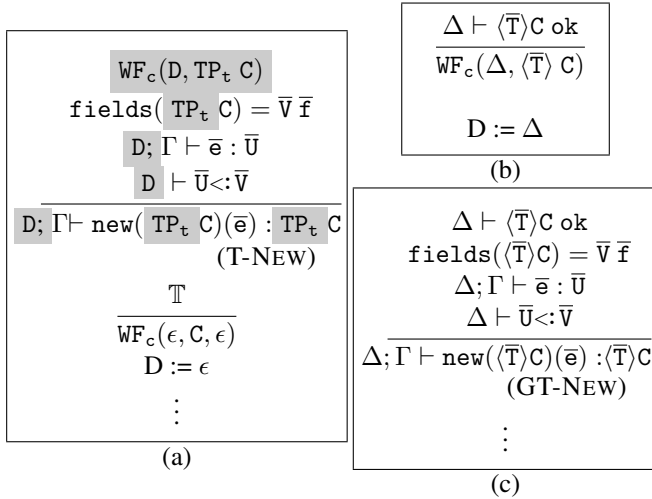 WF_c(D, TP_t C)
fields(TP_t C) = V̅ f̅
D; Γ ⊢ e̅ : U̅
D ⊢ U̅<:V̅
D; Γ⊢ new(TP_t C)(e̅) : TP_t C
(T-NEW)
𝕋
WF_c(ϵ, C, ϵ)
D := ϵ
⋮
(a)
Δ ⊢ ⟨T̅⟩C ok
WF_c(Δ, ⟨T̅⟩ C)
D := Δ
(b)
Δ ⊢ ⟨T̅⟩C ok
fields(⟨T̅⟩C) = V̅ f̅
Δ; Γ ⊢ e̅ : U̅
Δ ⊢ U̅<:V̅
Δ; Γ ⊢ new(⟨T̅⟩C)(e̅) :⟨T̅⟩C
(GT-NEW)
⋮
(c)